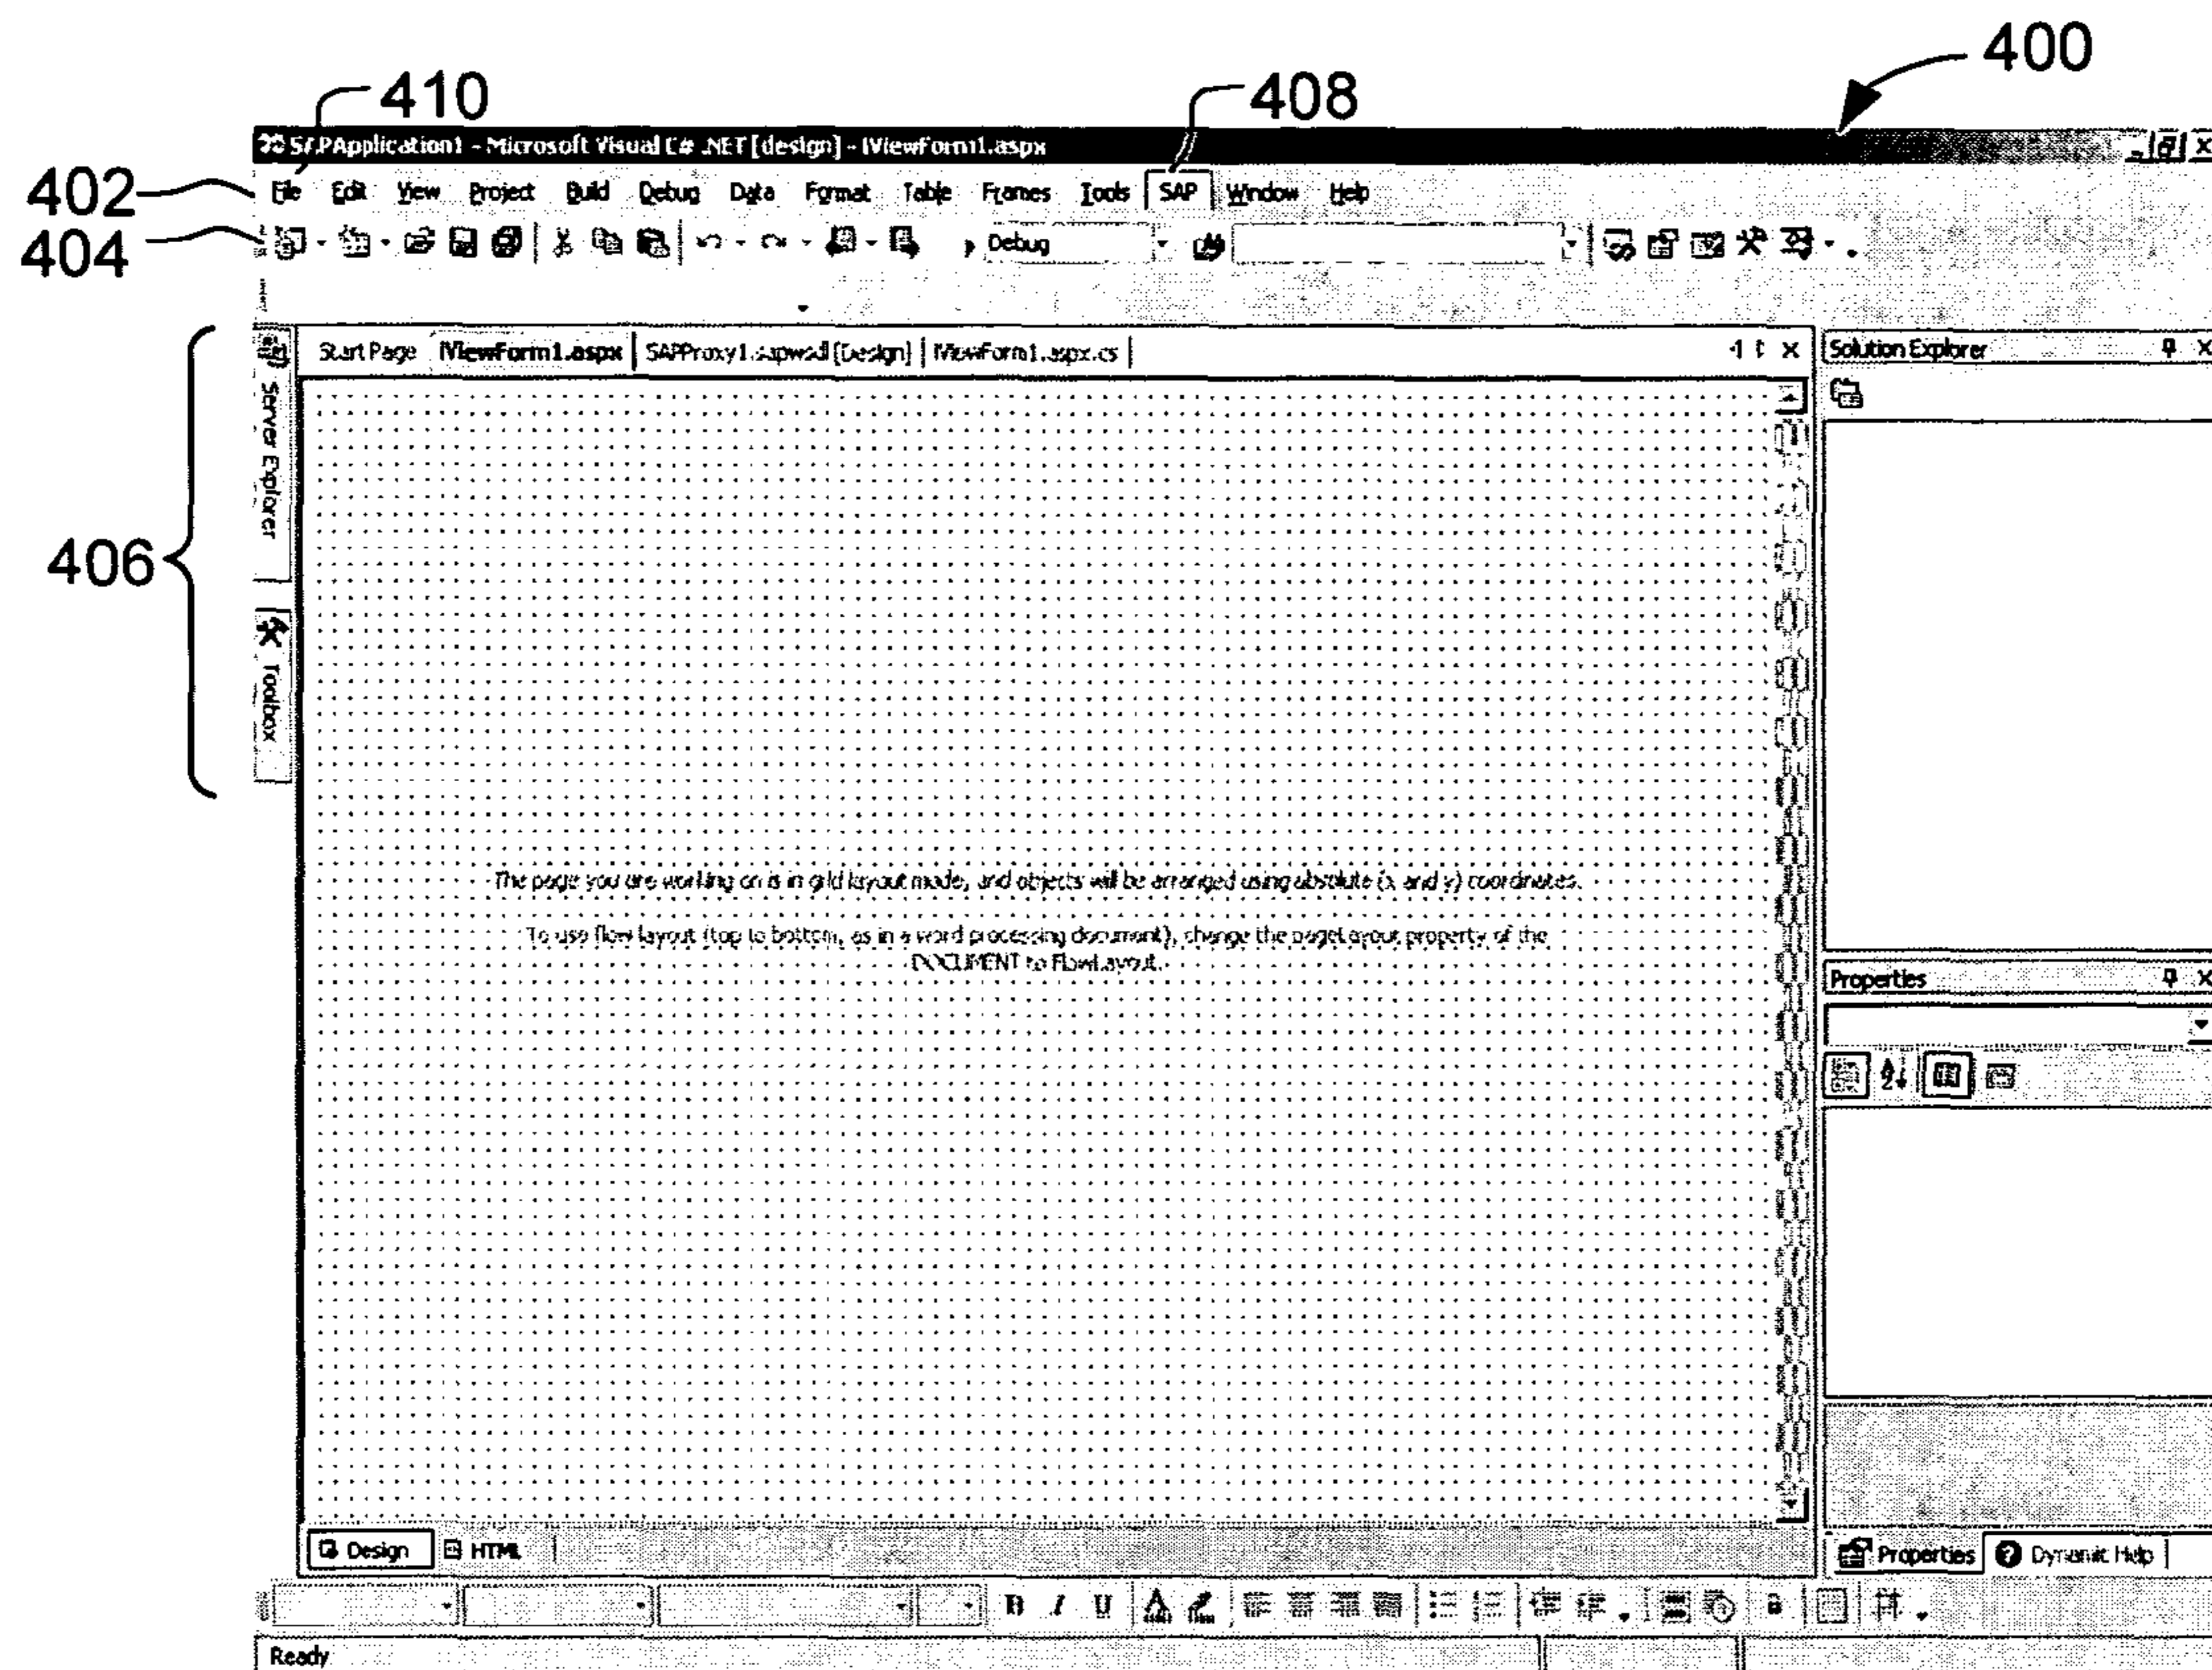 400
410
408
SAPApplication1 - Microsoft Visual C# .NET [design] - IViewForm1.aspx
402
File Edit View Project Build Debug Data Format Table Frames Tools SAP Window Help
404
Debug
406
Start Page IViewForm1.aspx SAPProxy1.sapwsdl [Design] IViewForm1.aspx.cs
Solution Explorer
Server Explorer
Toolbox
The page you are working on is in grid layout mode, and objects will be arranged using absolute (x and y) coordinates.
To use flow layout (top to bottom, as in a word processing document), change the pageLayout property of the
DOCUMENT to FlowLayout.
Properties
Design HTML
Properties Dynamic Help
B I U
Ready